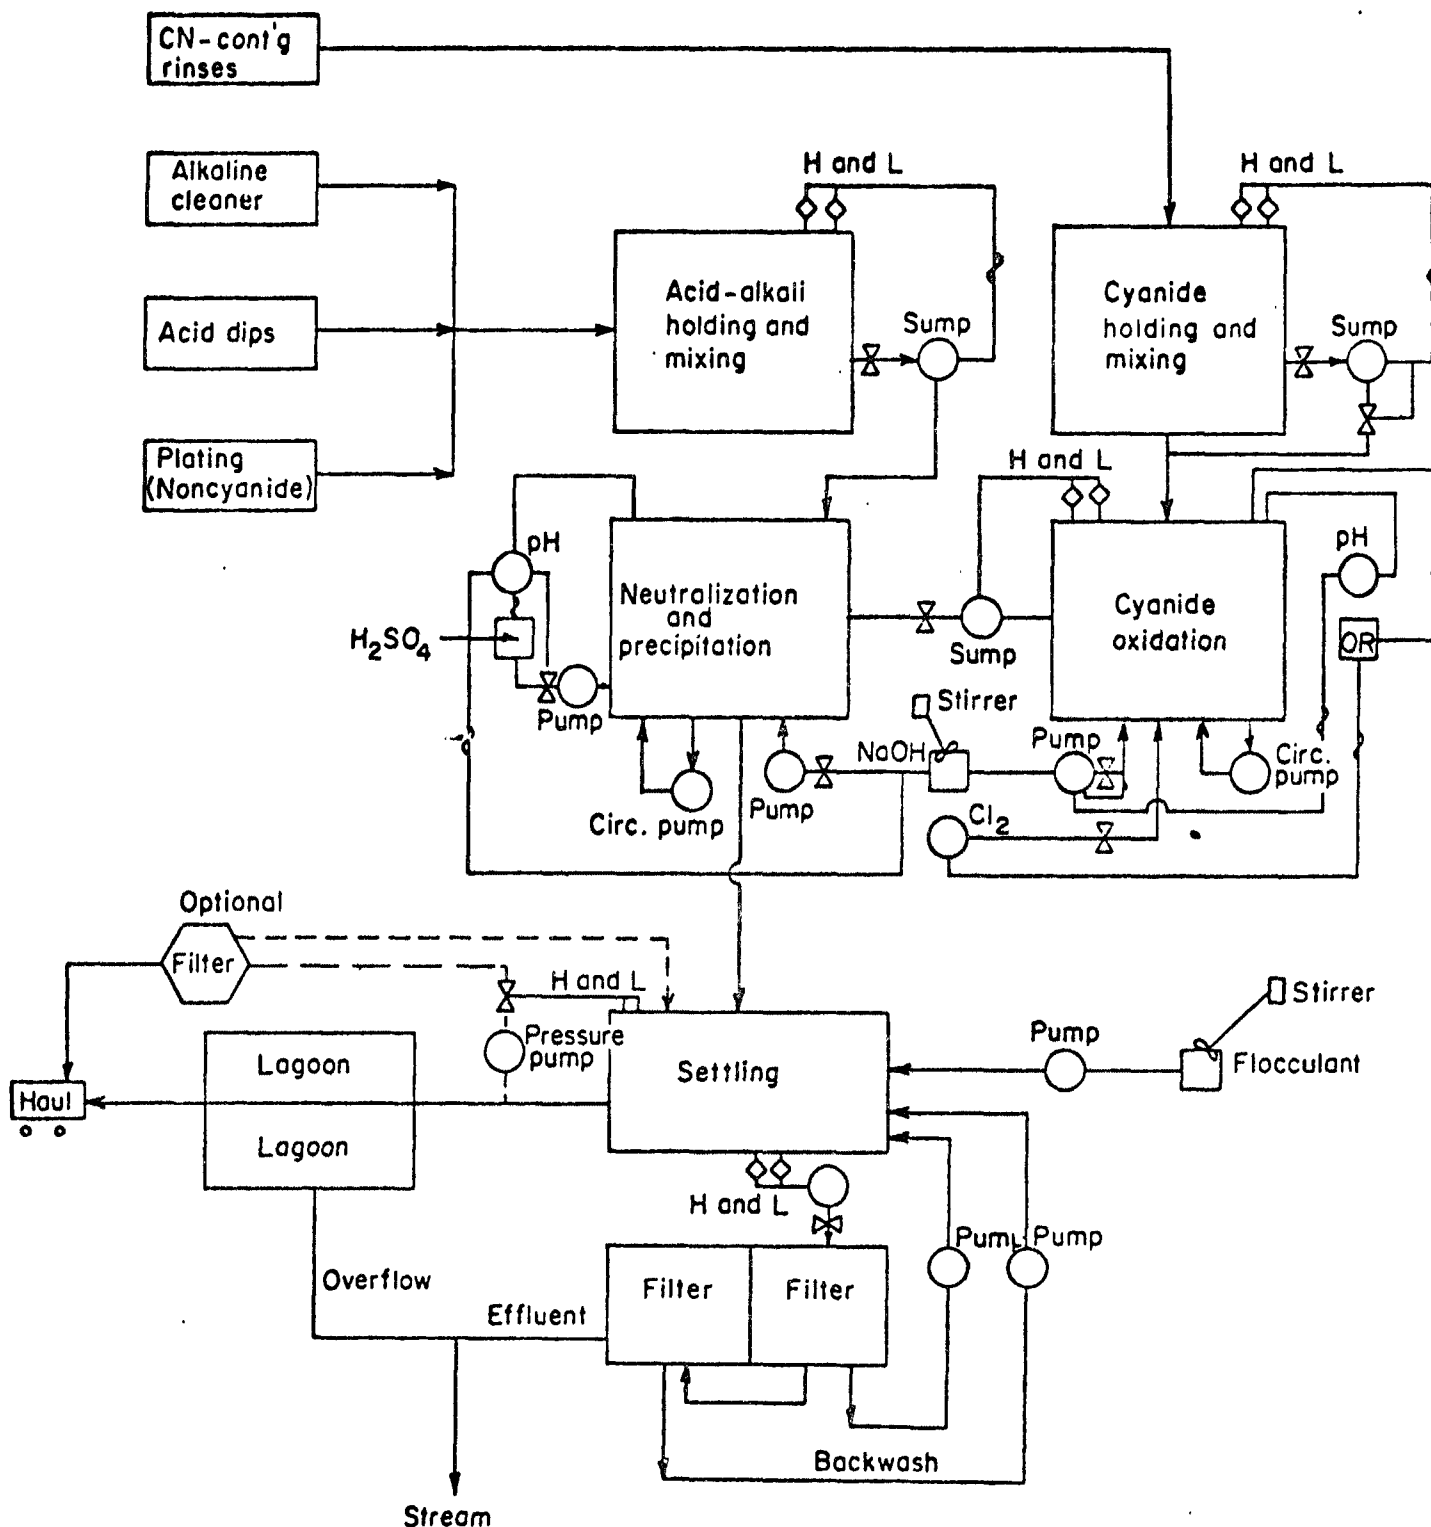 CN-cont'g
rinses
Alkaline
cleaner
Acid dips
Plating
(Noncyanide)
H and L
Acid-alkali
holding and
mixing
Sump
H and L
Cyanide
holding and
mixing
Sump
pH
H2SO4
Pump
Neutralization
and
precipitation
Circ. pump
Pump
H and L
Sump
Cyanide
oxidation
pH
OR
Stirrer
NaOH
Pump
Circ.
pump
Cl2
Optional
Filter
H and L
Pressure
pump
Lagoon
Lagoon
Haul
Settling
Pump
Stirrer
Flocculant
H and L
Pump
Pump
Filter
Filter
Overflow
Effluent
Backwash
Stream